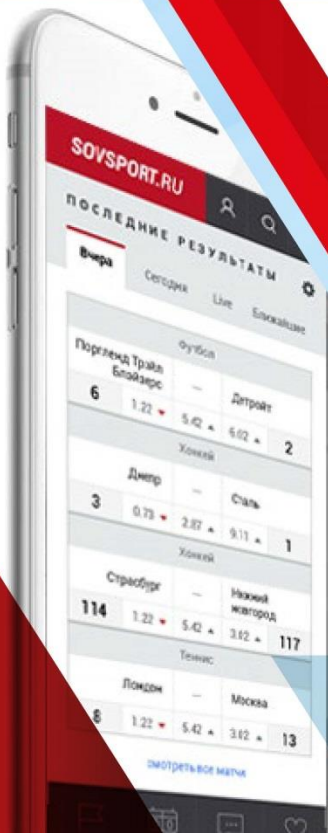 SOVSPORT.RU
ПОСЛЕДНИЕ РЕЗУЛЬТАТЫ
Вчера Сегодня Live Ближайшие
Футбол
Портленд Трэйл Блэйзерс — Детройт
6 1.22 5.42 6.02 2
Хоккей
Днепр — Сталь
3 0.73 2.87 9.11 1
Хоккей
Страсбург — Нижний новгород
114 1.22 5.42 3.02 117
Теннис
Лондон — Москва
8 1.22 5.42 3.02 13
смотреть все матчи